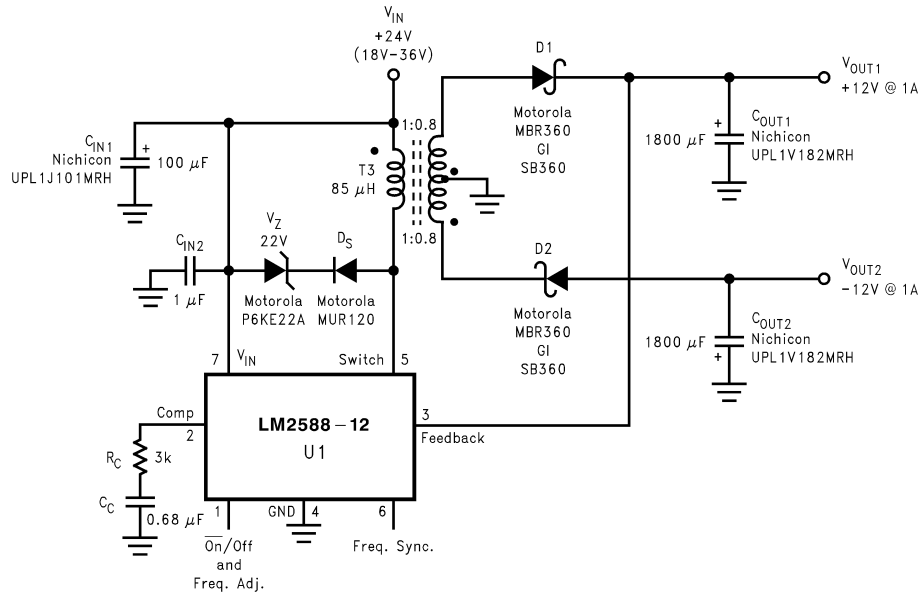 V_IN
+24V
(18V-36V)
C_IN1
Nichicon
UPL1J101MRH
+
100 μF
1:0.8
T3
85 μH
1:0.8
D1
Motorola
MBR360
GI
SB360
V_OUT1
+12V @ 1A
+
1800 μF
C_OUT1
Nichicon
UPL1V182MRH
C_IN2
1 μF
V_Z
22V
Motorola
P6KE22A
D_S
Motorola
MUR120
D2
Motorola
MBR360
GI
SB360
V_OUT2
-12V @ 1A
1800 μF
+
C_OUT2
Nichicon
UPL1V182MRH
7
V_IN
Switch
5
Comp
2
LM2588-12
U1
3
Feedback
R_C
3k
C_C
0.68 μF
1
GND
4
6
On/Off
and
Freq. Adj.
Freq. Sync.